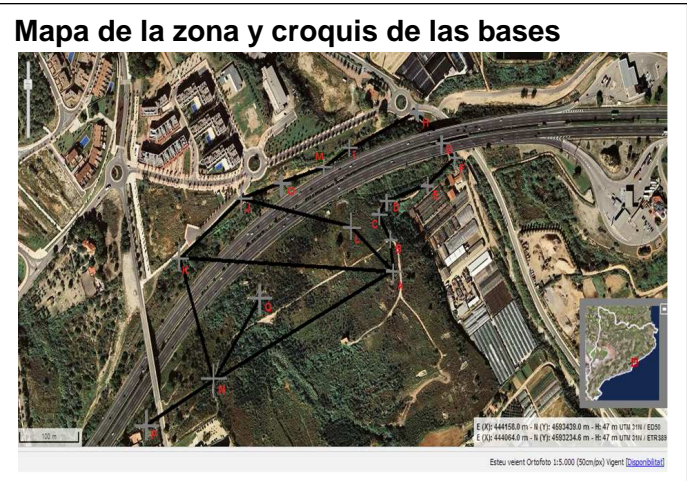 Mapa de la zona y croquis de las bases
H
I
M
G
F
E
J
D
C
L
B
K
A
N
100 m
E (X): 444158.0 m - N (Y): 4593439.0 m - H: 47 m UTM 31N / ED50
E (X): 444064.0 m - N (Y): 4593234.6 m - H: 47 m UTM 31N / ETRS89
Esteu veient Ortofoto 1:5.000 (50cm/px) Vigent [Disponibilitat]